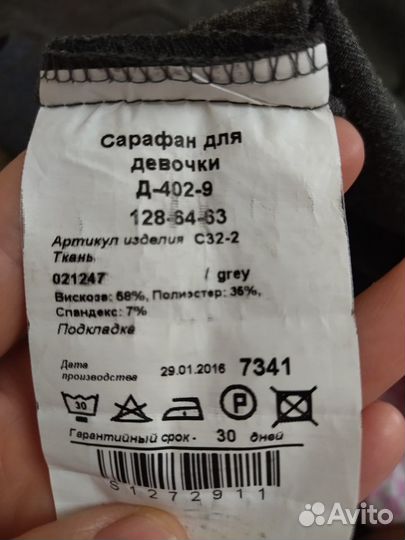 Сарафан для
девочки
Д-402-9
128-64-63
Артикул изделия С32-2
Ткань
021247 / grey
Вискоза: 58%, Полиэстер: 35%,
Спандекс: 7%
Подкладка
Дата
производства 29.01.2016 7341
30 P
Гарантийный срок - 30 дней
S1272911
Avito